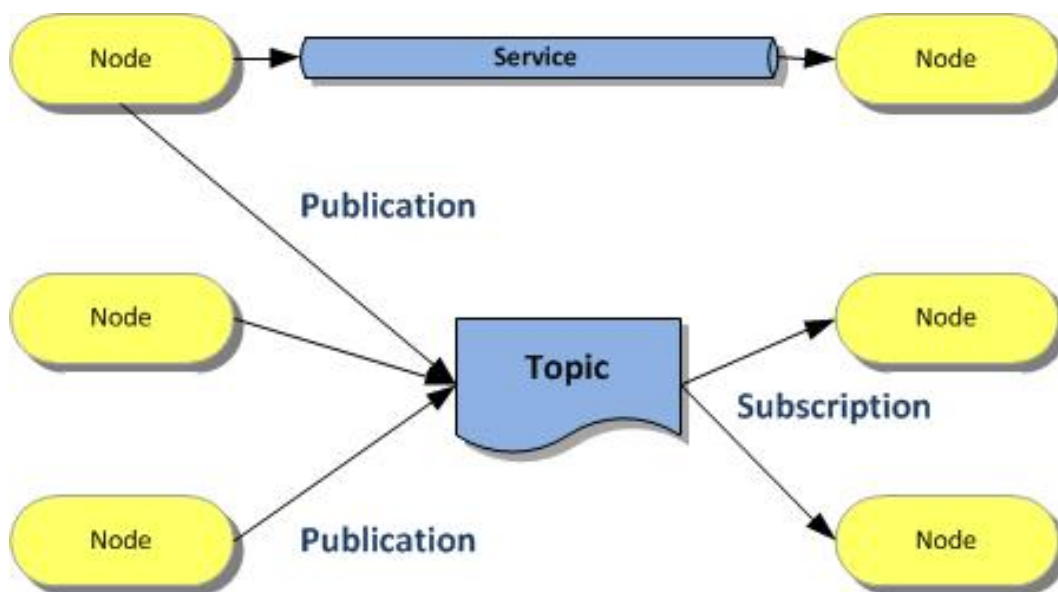 Node
Service
Node
Publication
Node
Topic
Node
Subscription
Node
Publication
Node